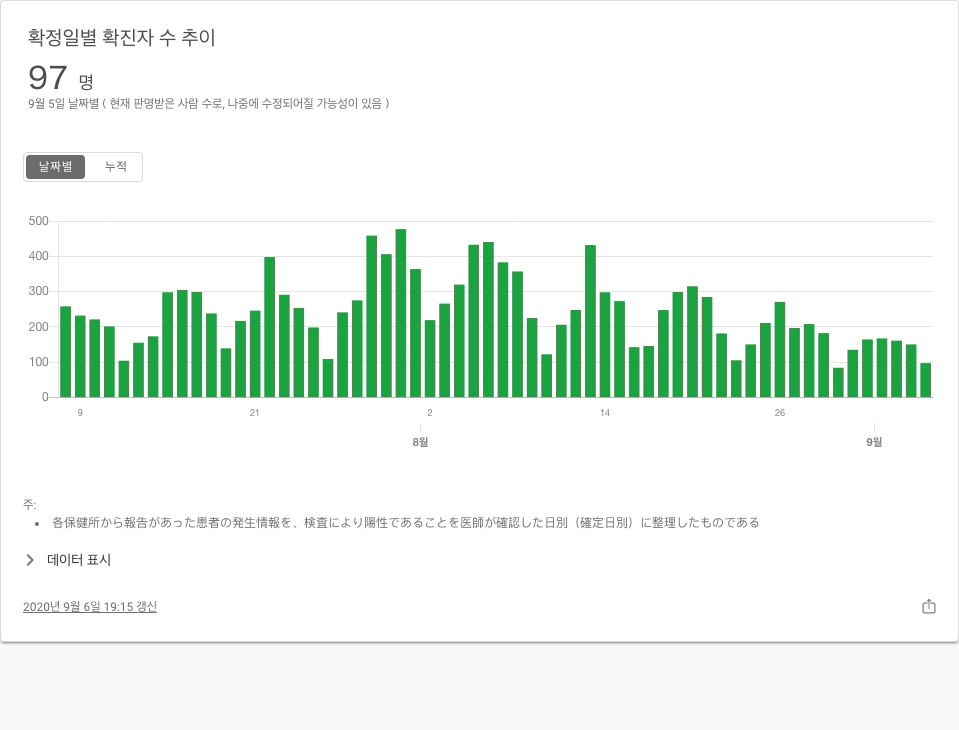 확정일별 확진자 수 추이
97 명
9월 5일 날짜별 ( 현재 판명받은 사람 수로, 나중에 수정되어질 가능성이 있음 )
날짜별 누적
500
400
300
200
100
0
9 21 2 14 26
8월 9월
주:
• 各保健所から報告があった患者の発生情報を、検査により陽性であることを医師が確認した日別（確定日別）に整理したものである
데이터 표시
2020년 9월 6일 19:15 갱신